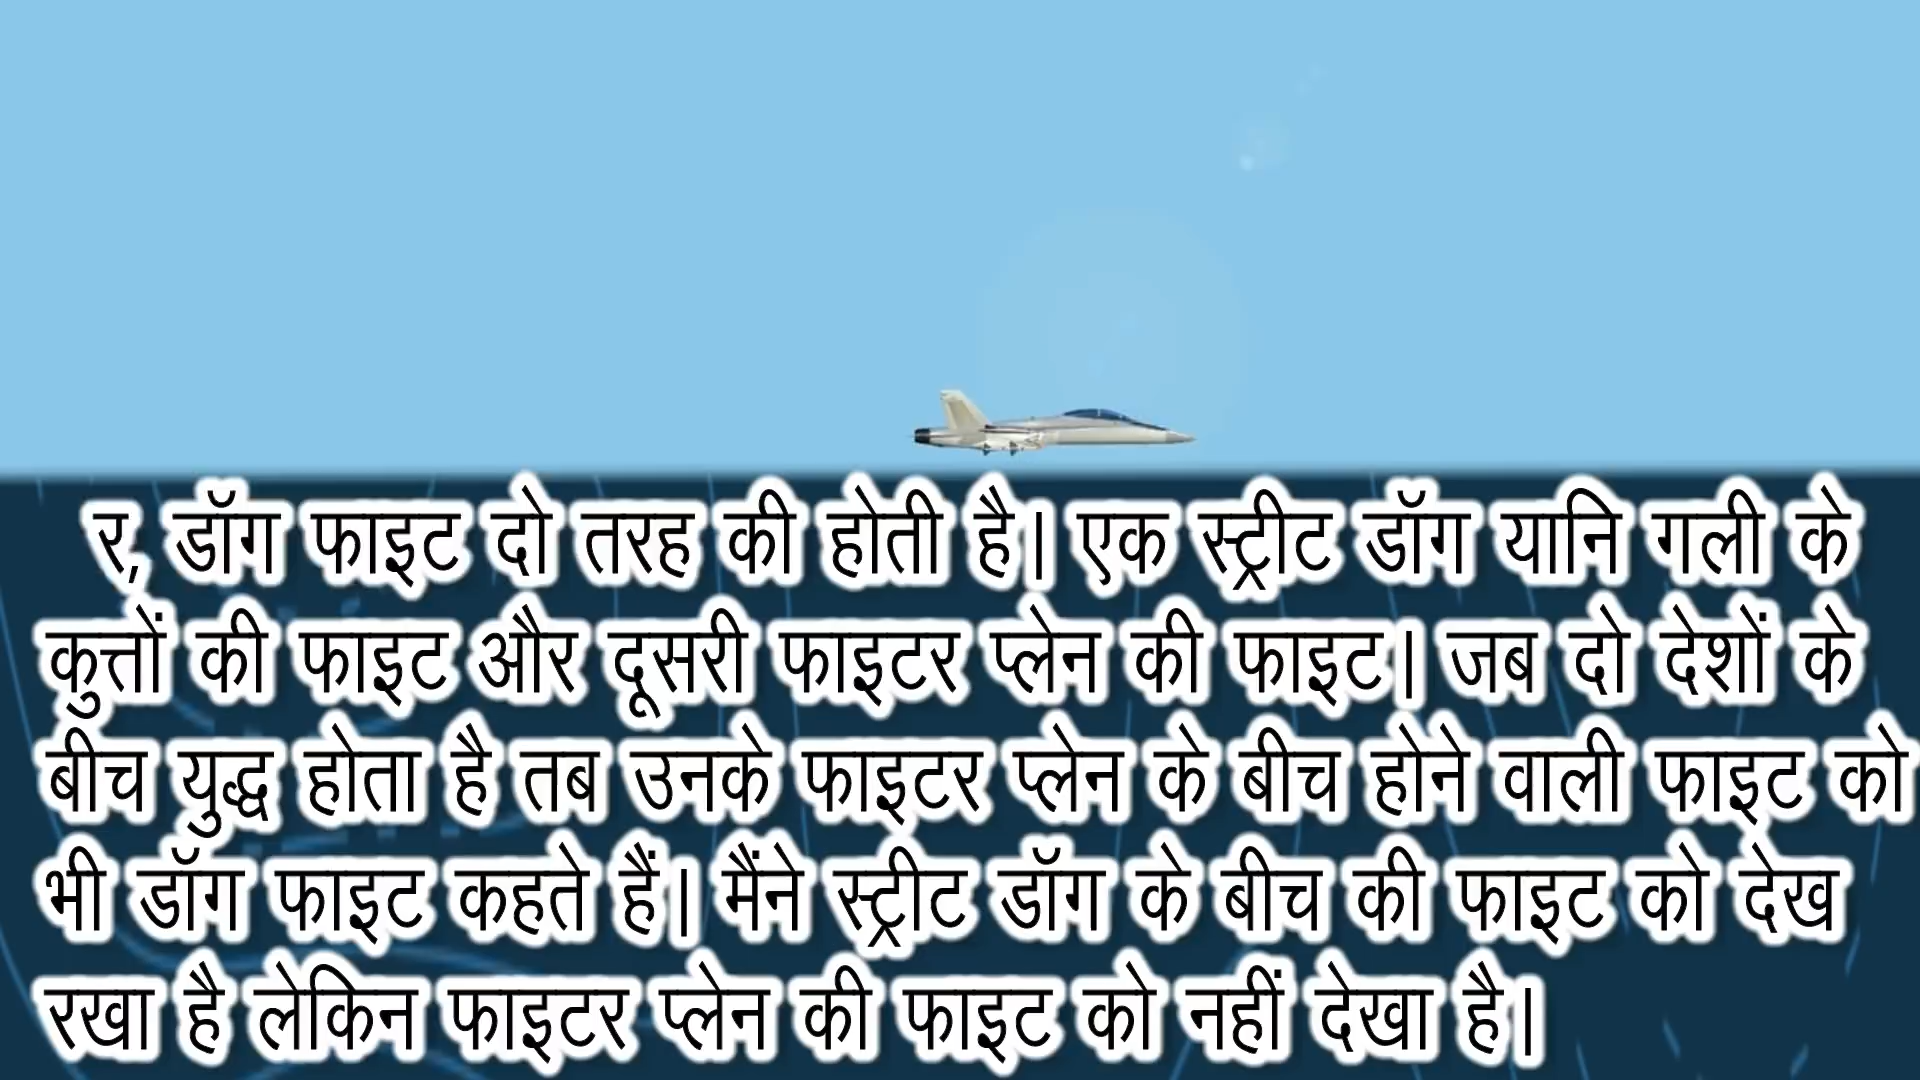 र, डॉग फाइट दो तरह की होती है। एक स्ट्रीट डॉग यानि गली के
कुत्तों की फाइट और दूसरी फाइटर प्लेन की फाइट। जब दो देशों के
बीच युद्ध होता है तब उनके फाइटर प्लेन के बीच होने वाली फाइट को
भी डॉग फाइट कहते हैं। मैंने स्ट्रीट डॉग के बीच की फाइट को देख
रखा है लेकिन फाइटर प्लेन की फाइट को नहीं देखा है।